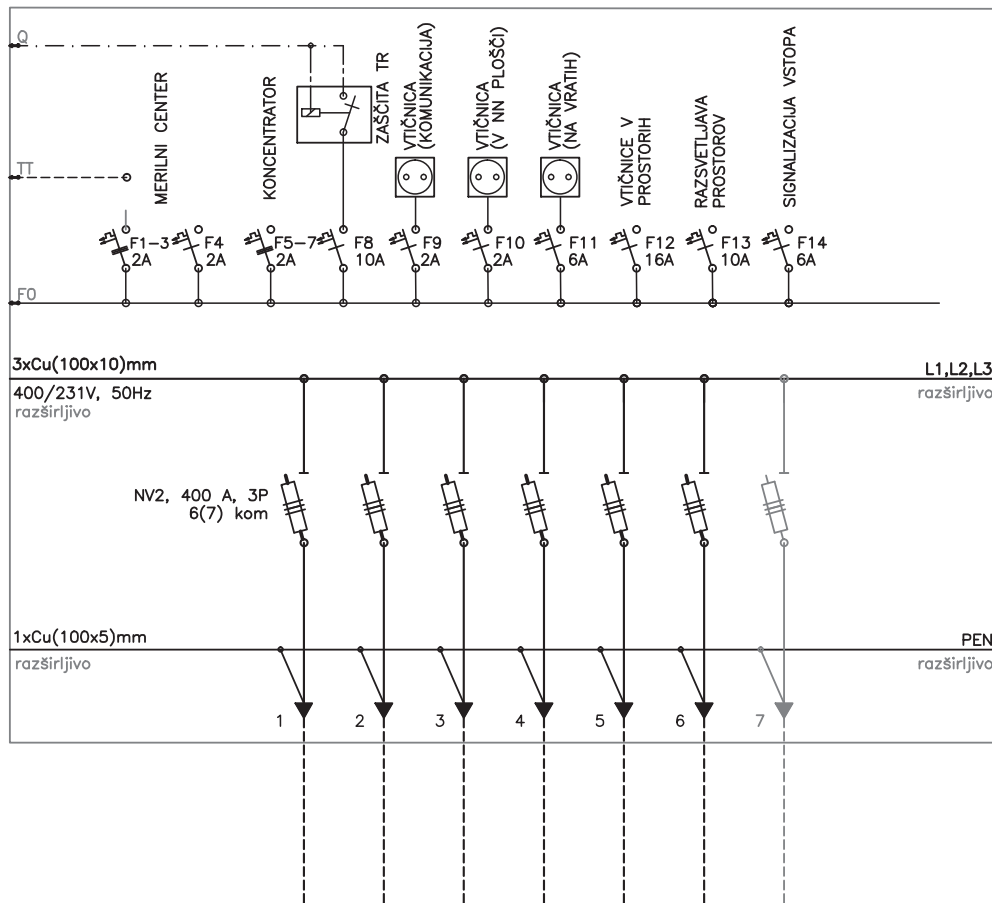 Q
TT
F0
MERILNI CENTER
KONCENTRATOR
ZAŠČITA TR
VTIČNICA
(KOMUNIKACIJA)
VTIČNICA
(V NN PLOŠČI)
VTIČNICA
(NA VRATIH)
VTIČNICE V
PROSTORIH
RAZSVETLJAVA
PROSTOROV
SIGNALIZACIJA VSTOPA
F1-3
2A
F4
2A
F5-7
2A
F8
10A
F9
2A
F10
2A
F11
6A
F12
16A
F13
10A
F14
6A
3xCu(100x10)mm
400/231V, 50Hz
razširljivo
L1,L2,L3
razširljivo
NV2, 400 A, 3P
6(7) kom
1xCu(100x5)mm
razširljivo
PEN
razširljivo
1
2
3
4
5
6
7